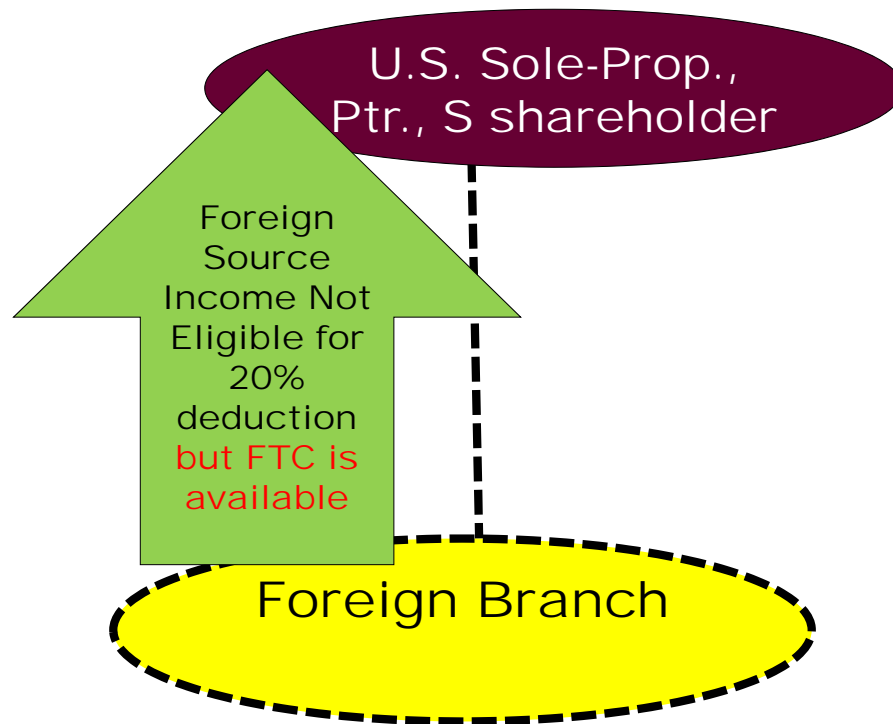 U.S. Sole-Prop.,
Ptr., S shareholder
Foreign
Source
Income Not
Eligible for
20%
deduction
but FTC is
available
Foreign Branch